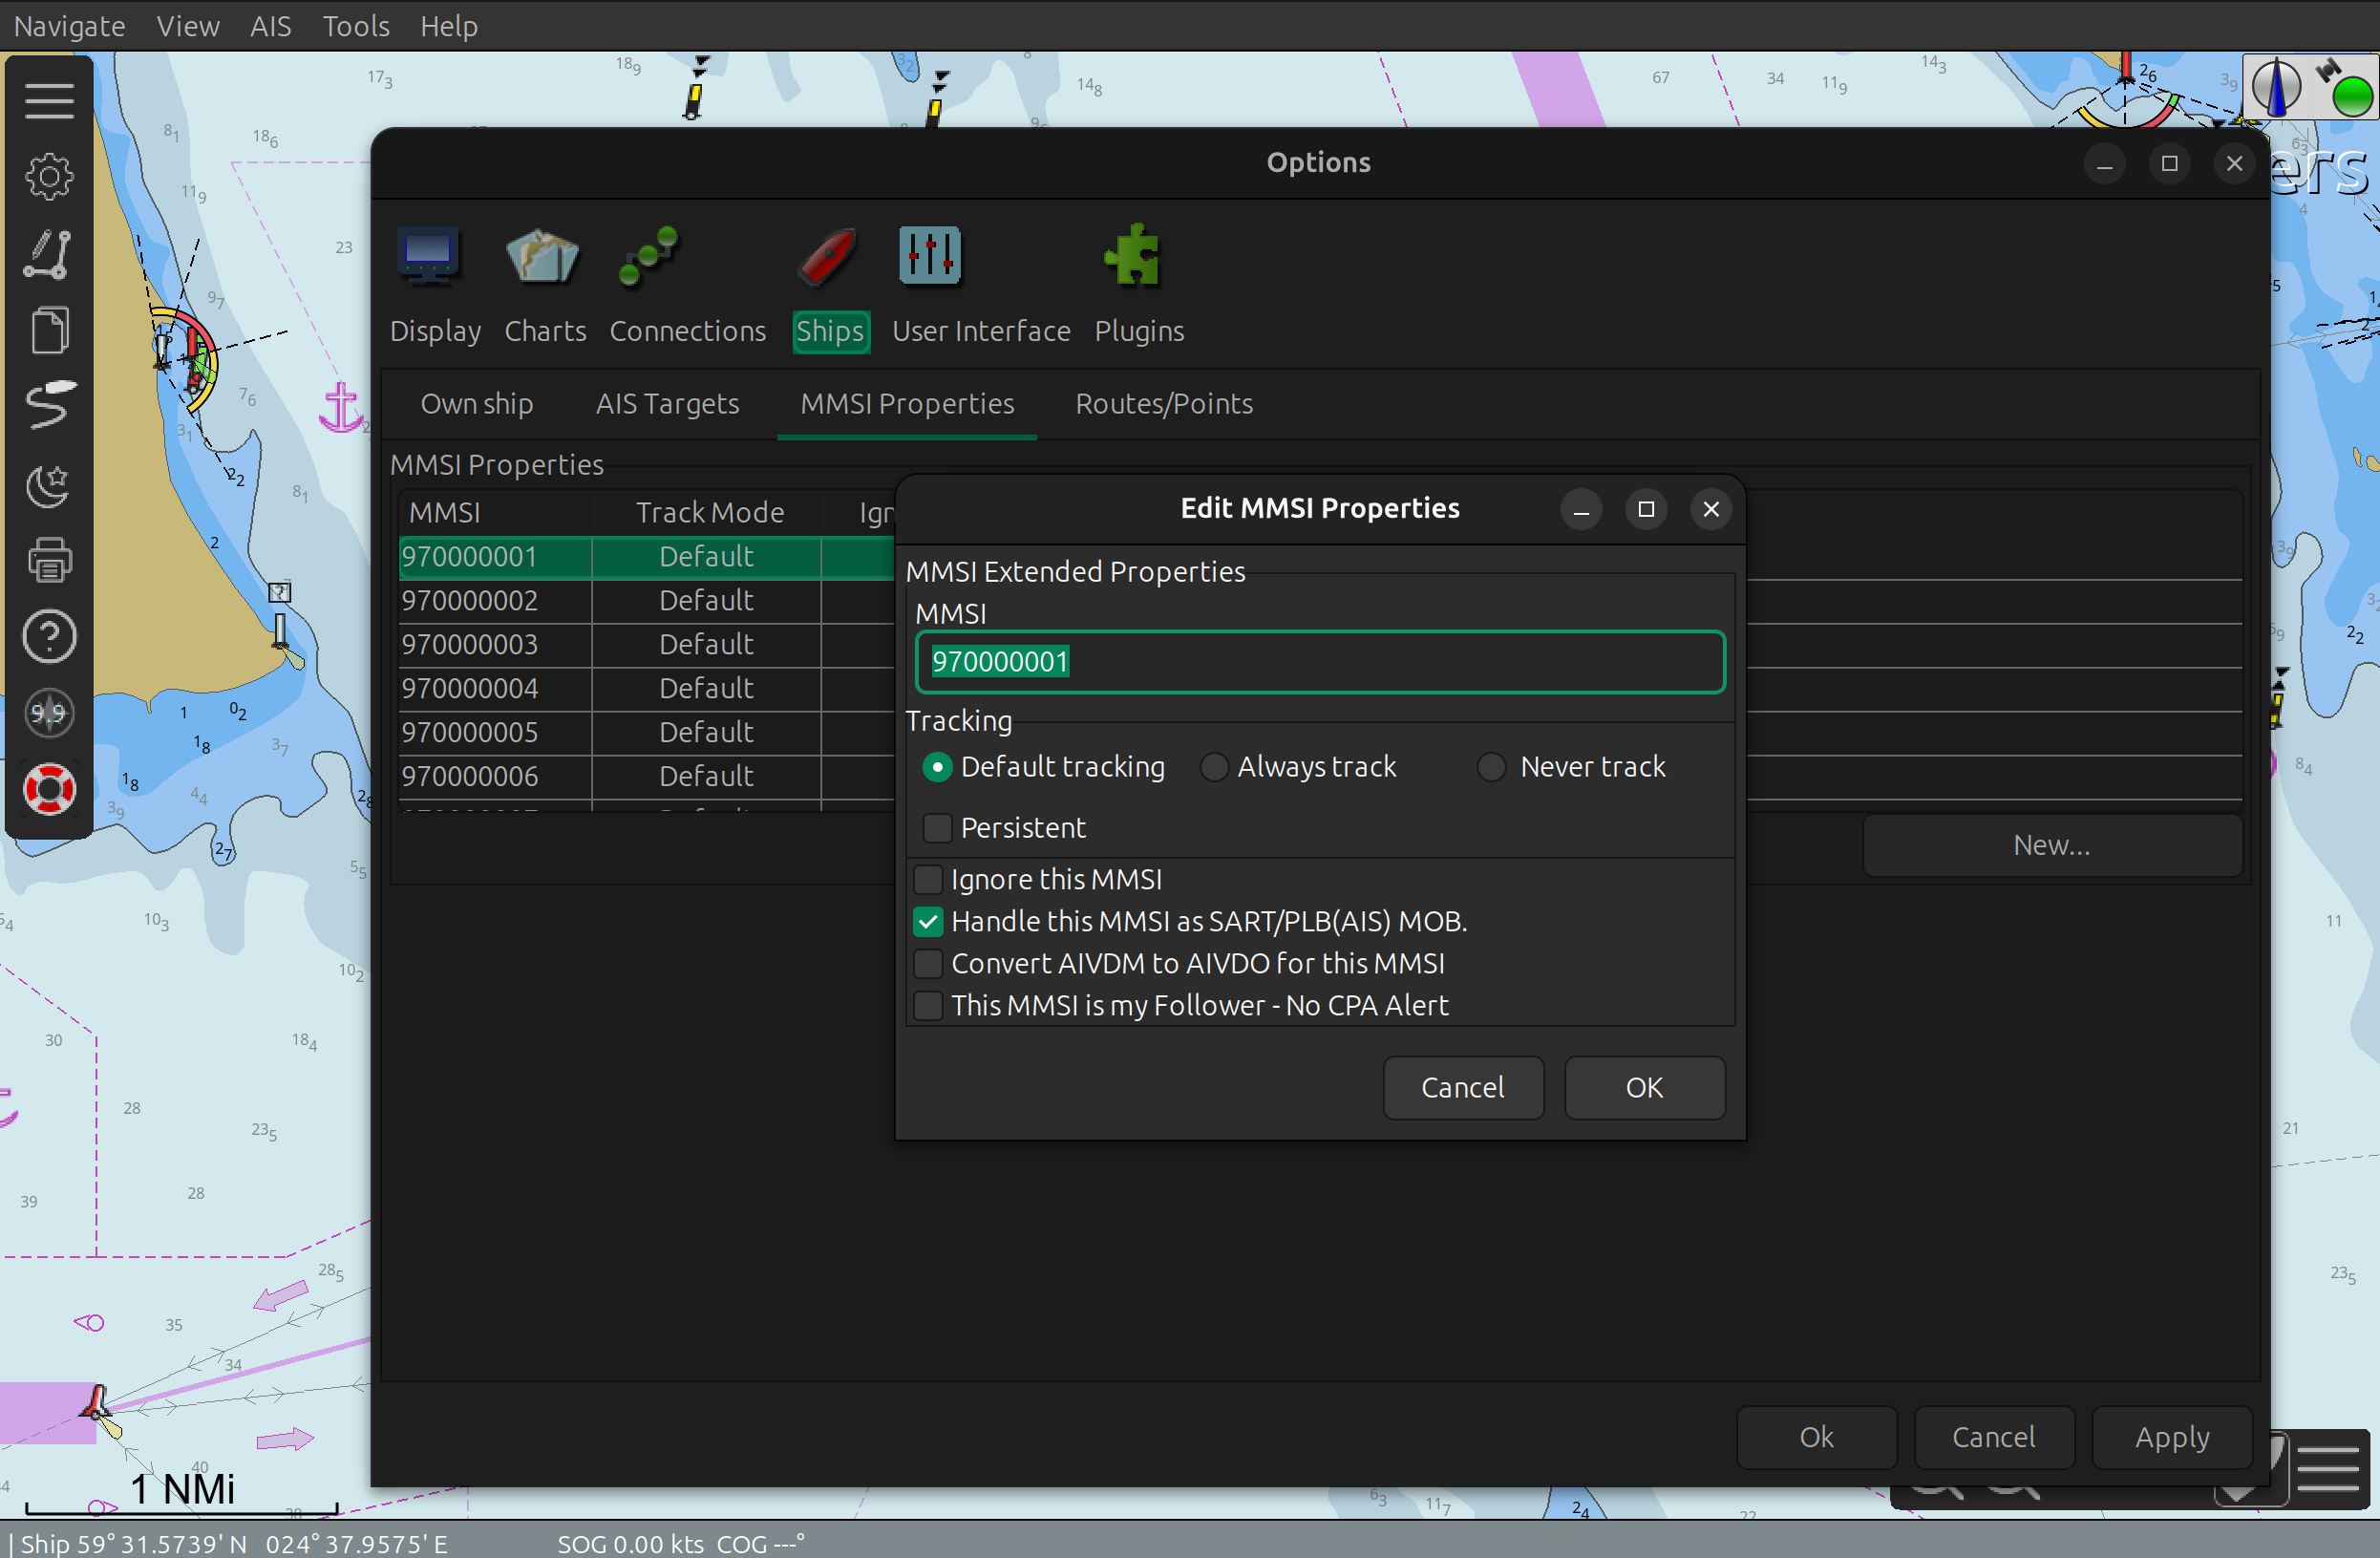 Navigate View AIS Tools Help
Options
Display Charts Connections Ships User Interface Plugins
Own ship AIS Targets MMSI Properties Routes/Points
MMSI Properties
MMSI Track Mode Ign
970000001 Default
970000002 Default
970000003 Default
970000004 Default
970000005 Default
970000006 Default
New...
Edit MMSI Properties
MMSI Extended Properties
MMSI
970000001
Tracking
Default tracking Always track Never track
Persistent
Ignore this MMSI
Handle this MMSI as SART/PLB(AIS) MOB.
Convert AIVDM to AIVDO for this MMSI
This MMSI is my Follower - No CPA Alert
Cancel OK
Ok Cancel Apply
1 NMi
| Ship 59° 31.5739' N 024° 37.9575' E SOG 0.00 kts COG ---°